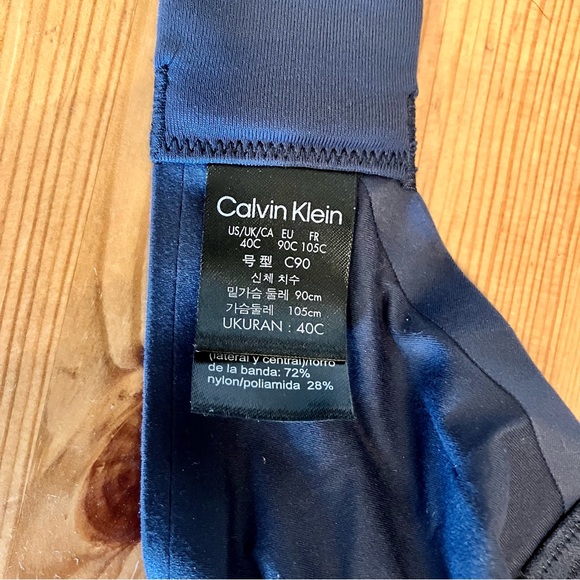 Calvin Klein
US/UK/CA EU FR
40C 90C 105C
号型 C90
신체 치수
밑가슴 둘레 90cm
가슴둘레 105cm
UKURAN : 40C
(lateral y central)/forro
de la banda: 72%
nylon/poliamida 28%